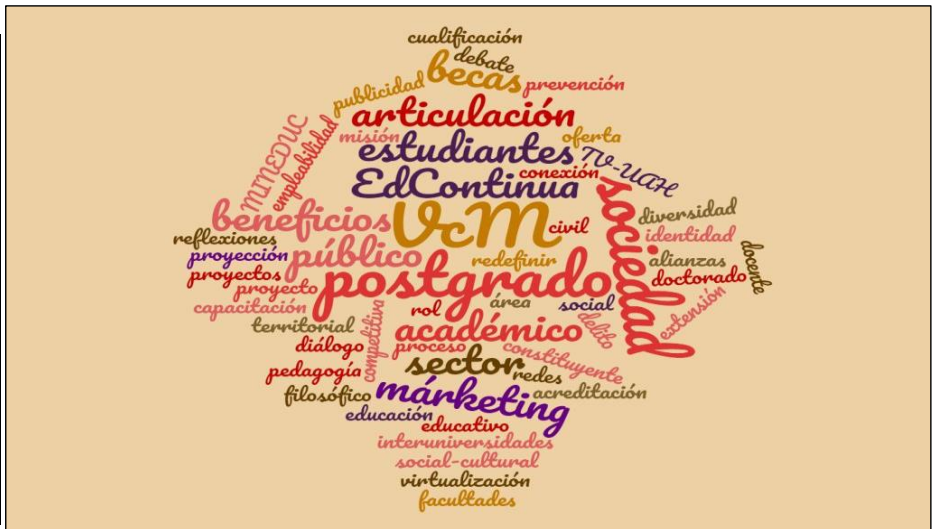 cualificación
debate
becas
publicidad
prevención
articulación
MINEDUC
empleabilidad
misión
oferta
estudiantes
TV-UAH
conexión
EdContinua
sociedad
beneficios
VcM
civil
diversidad
reflexiones
identidad
público
redefinir
docente
proyección
alianzas
proyectos
postgrado
doctorado
proyecto
área
social
extensión
capacitación
competitiva
rol
delito
territorial
académico
diálogo
proceso
constituyente
sector
pedagogía
redes
filosófico
márketing
acreditación
educación
educativo
interuniversidades
social-cultural
virtualización
facultades